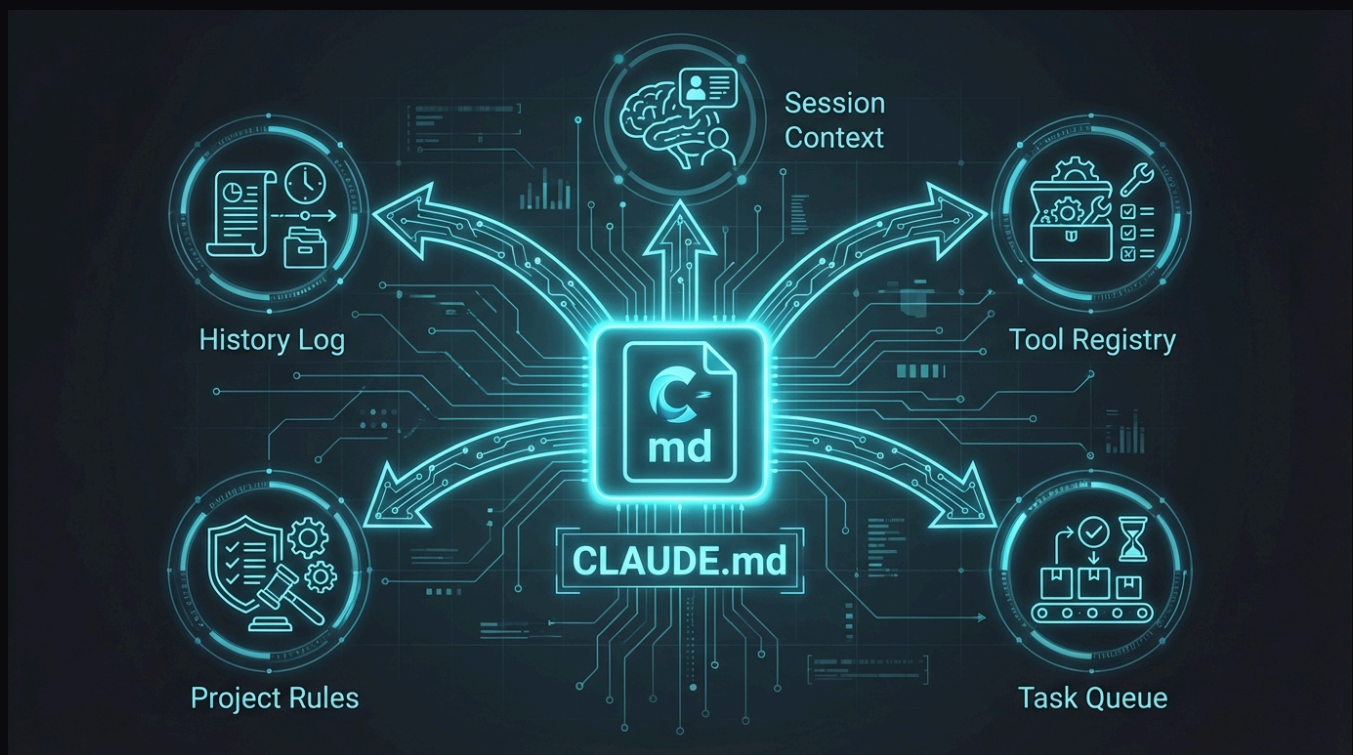 Session
Context
History Log
Tool Registry
md
CLAUDE.md
Project Rules
Task Queue